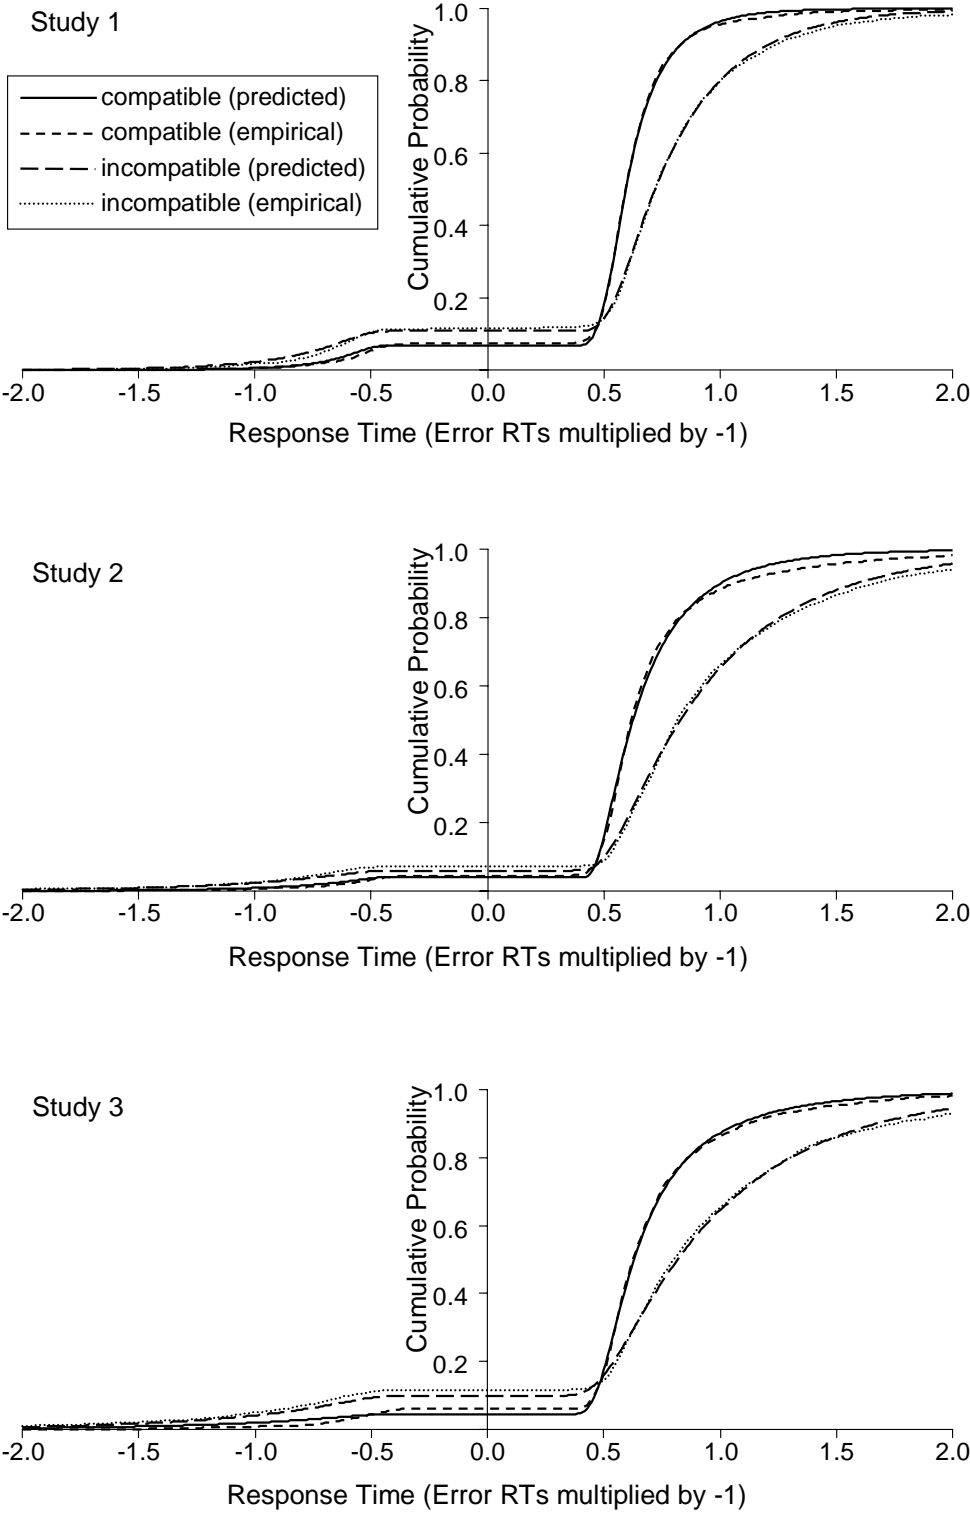 Study 1
compatible (predicted)
compatible (empirical)
incompatible (predicted)
incompatible (empirical)
Cumulative Probability
1.0
0.8
0.6
0.4
0.2
-2.0 -1.5 -1.0 -0.5 0.0 0.5 1.0 1.5 2.0
Response Time (Error RTs multiplied by -1)
Study 2
Cumulative Probability
1.0
0.8
0.6
0.4
0.2
-2.0 -1.5 -1.0 -0.5 0.0 0.5 1.0 1.5 2.0
Response Time (Error RTs multiplied by -1)
Study 3
Cumulative Probability
1.0
0.8
0.6
0.4
0.2
-2.0 -1.5 -1.0 -0.5 0.0 0.5 1.0 1.5 2.0
Response Time (Error RTs multiplied by -1)